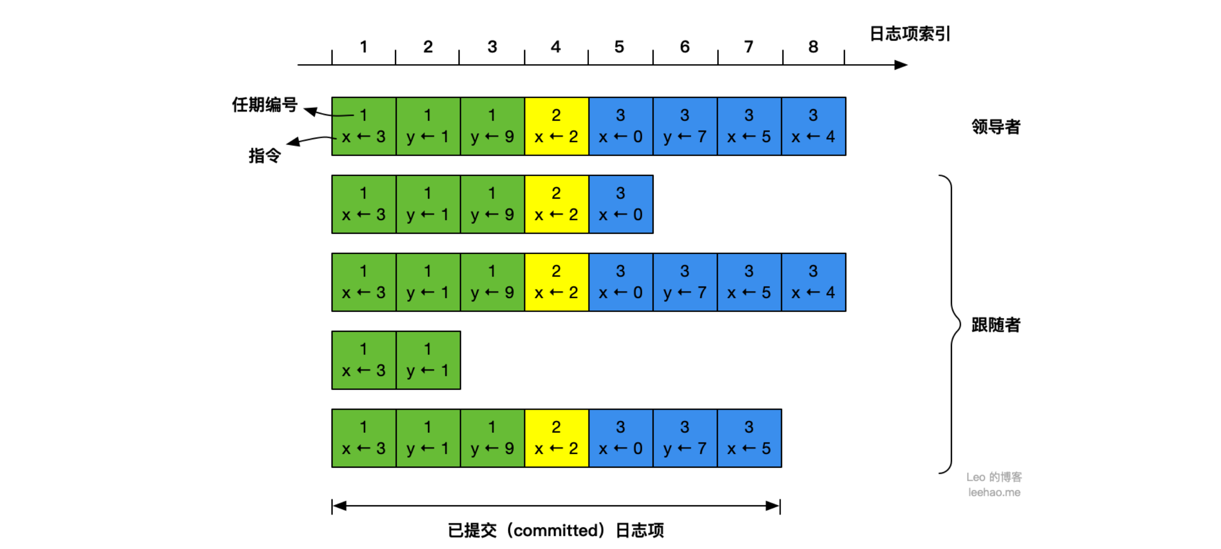 日志项索引
1 2 3 4 5 6 7 8
任期编号
指令
1 1 1 2 3 3 3 3
x ← 3 y ← 1 y ← 9 x ← 2 x ← 0 y ← 7 x ← 5 x ← 4
领导者
1 1 1 2 3
x ← 3 y ← 1 y ← 9 x ← 2 x ← 0
1 1 1 2 3 3 3 3
x ← 3 y ← 1 y ← 9 x ← 2 x ← 0 y ← 7 x ← 5 x ← 4
跟随者
1 1
x ← 3 y ← 1
1 1 1 2 3 3 3
x ← 3 y ← 1 y ← 9 x ← 2 x ← 0 y ← 7 x ← 5
Leo 的博客
leehao.me
已提交（committed）日志项